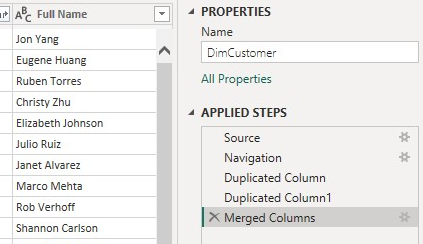 ABC Full Name
Jon Yang
Eugene Huang
Ruben Torres
Christy Zhu
Elizabeth Johnson
Julio Ruiz
Janet Alvarez
Marco Mehta
Rob Verhoff
Shannon Carlson
PROPERTIES
Name
DimCustomer
All Properties
APPLIED STEPS
Source
Navigation
Duplicated Column
Duplicated Column1
Merged Columns